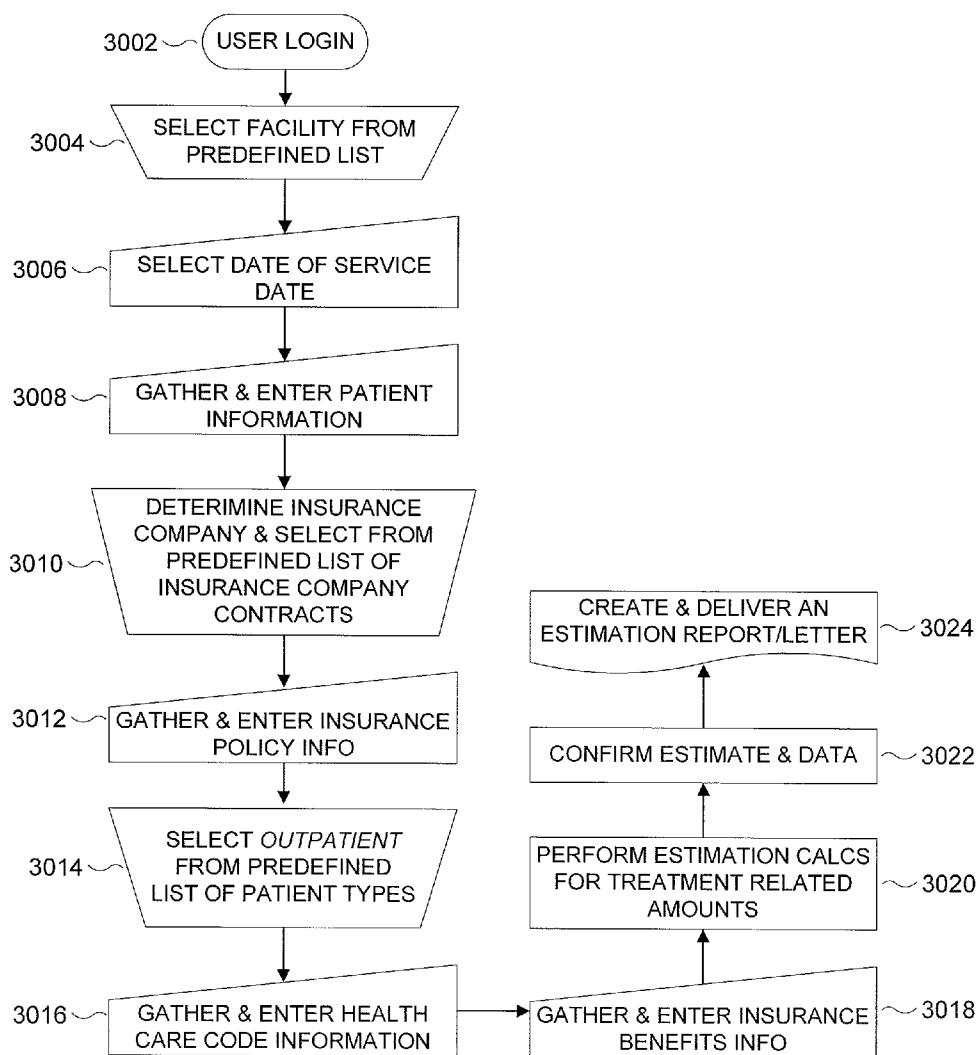 3002
USER LOGIN
3004
SELECT FACILITY FROM
PREDEFINED LIST
3006
SELECT DATE OF SERVICE
DATE
3008
GATHER & ENTER PATIENT
INFORMATION
3010
DETERIMINE INSURANCE
COMPANY & SELECT FROM
PREDEFINED LIST OF
INSURANCE COMPANY
CONTRACTS
3012
GATHER & ENTER INSURANCE
POLICY INFO
3014
SELECT OUTPATIENT
FROM PREDEFINED
LIST OF PATIENT TYPES
3016
GATHER & ENTER HEALTH
CARE CODE INFORMATION
GATHER & ENTER INSURANCE
BENEFITS INFO
3018
PERFORM ESTIMATION CALCS
FOR TREATMENT RELATED
AMOUNTS
3020
CONFIRM ESTIMATE & DATA
3022
CREATE & DELIVER AN
ESTIMATION REPORT/LETTER
3024